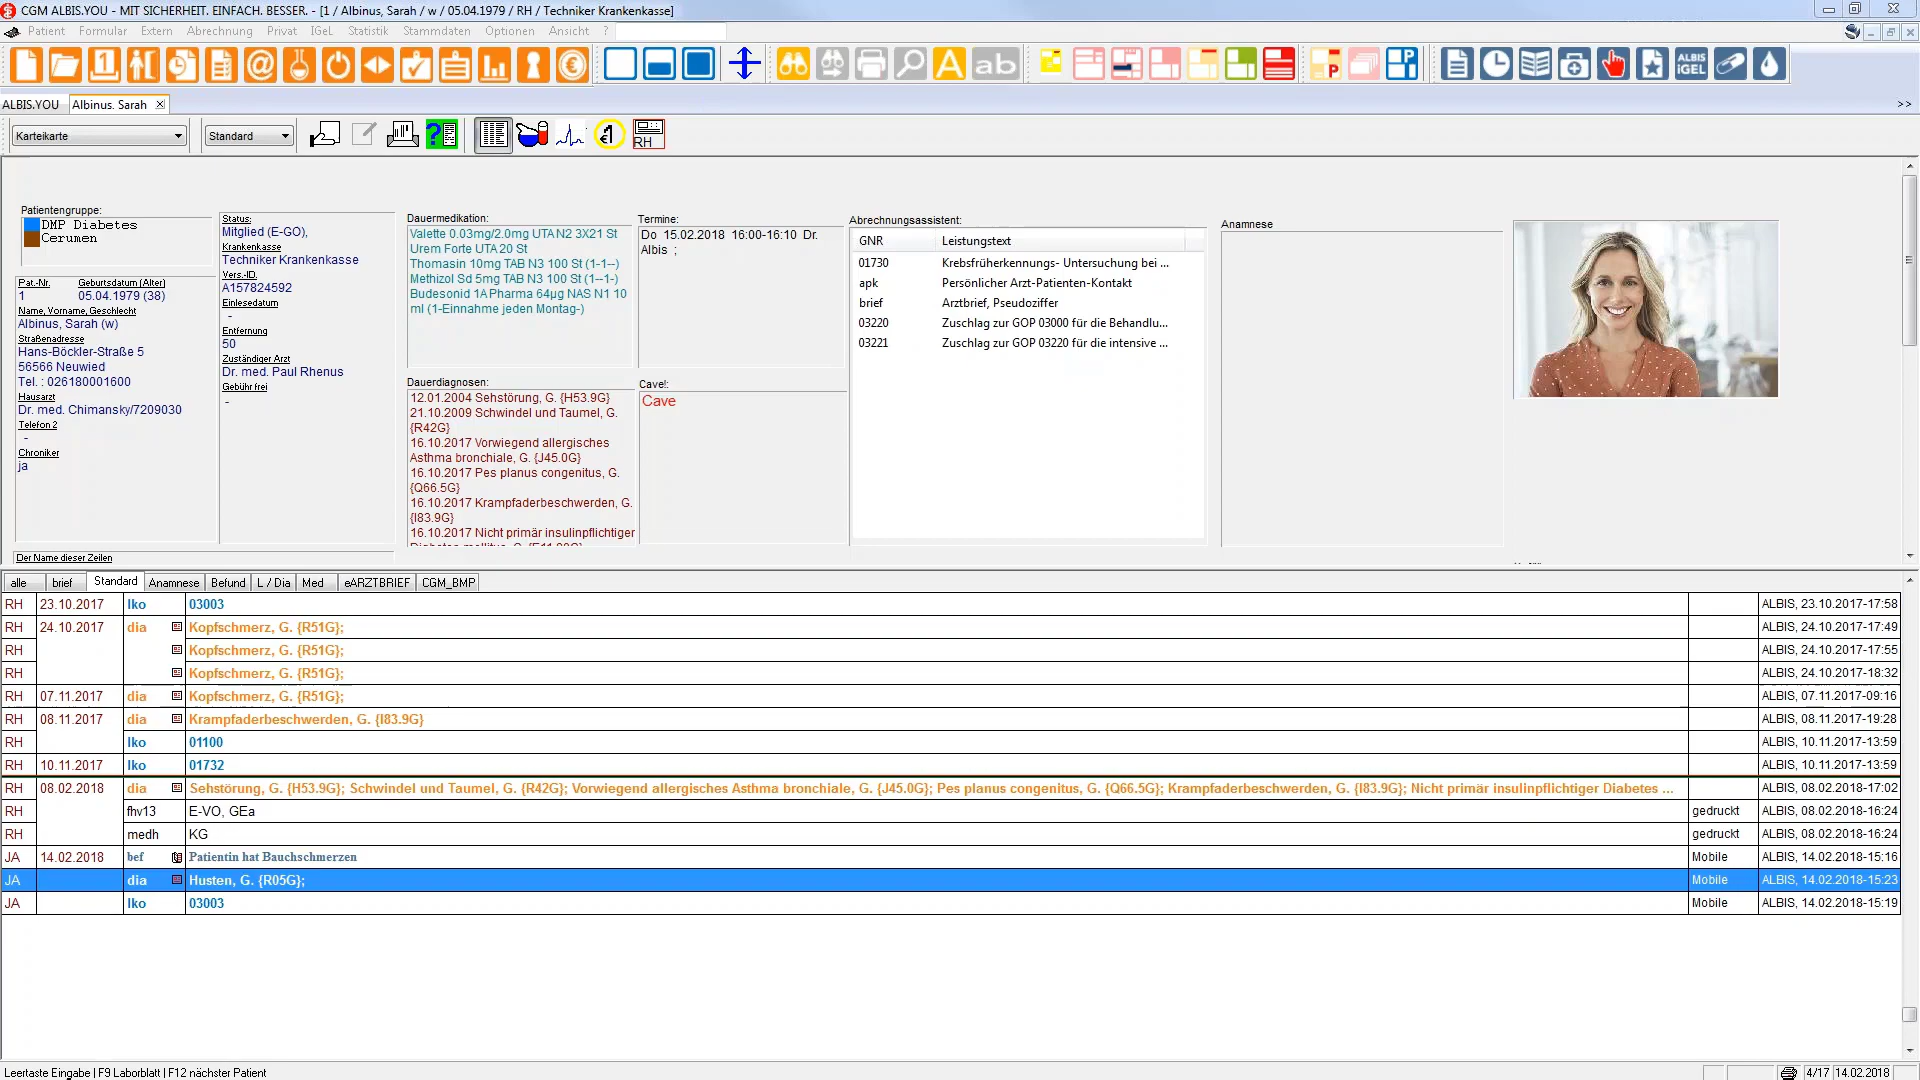 CGM ALBIS.YOU - MIT SICHERHEIT. EINFACH. BESSER. - [1 / Albinus, Sarah / w / 05.04.1979 / RH / Techniker Krankenkasse]
Patient Formular Extern Abrechnung Privat IGeL Statistik Stammdaten Optionen Ansicht ?
ALBIS.YOU Albinus. Sarah >>
Karteikarte Standard RH
Patientengruppe:
DMP Diabetes
Cerumen
Pat.-Nr. Geburtsdatum (Alter)
1 05.04.1979 (38)
Name, Vorname, Geschlecht
Albinus, Sarah (w)
Straßenadresse
Hans-Böckler-Straße 5
56566 Neuwied
Tel. : 026180001600
Hausarzt
Dr. med. Chimansky/7209030
Telefon 2
-
Chroniker
ja
Der Name dieser Zeilen
Status:
Mitglied (E-GO),
Krankenkasse
Techniker Krankenkasse
Vers.-ID.
A157824592
Einlesedatum
-
Entfernung
50
Zuständiger Arzt
Dr. med. Paul Rhenus
Gebühr frei
-
Dauermedikation:
Valette 0.03mg/2.0mg UTA N2 3X21 St
Urem Forte UTA 20 St
Thomasin 10mg TAB N3 100 St (1-1--)
Methizol Sd 5mg TAB N3 100 St (1--1-)
Budesonid 1A Pharma 64µg NAS N1 10
ml (1-Einnahme jeden Montag-)
Dauerdiagnosen:
12.01.2004 Sehstörung, G. {H53.9G}
21.10.2009 Schwindel und Taumel, G.
{R42G}
16.10.2017 Vorwiegend allergisches
Asthma bronchiale, G. {J45.0G}
16.10.2017 Pes planus congenitus, G.
{Q66.5G}
16.10.2017 Krampfaderbeschwerden, G.
{I83.9G}
16.10.2017 Nicht primär insulinpflichtiger
Termine:
Do 15.02.2018 16:00-16:10 Dr.
Albis ;
Cave!:
Cave
Abrechnungsassistent:
GNR Leistungstext
01730 Krebsfrüherkennungs- Untersuchung bei ...
apk Persönlicher Arzt-Patienten-Kontakt
brief Arztbrief, Pseudoziffer
03220 Zuschlag zur GOP 03000 für die Behandlu...
03221 Zuschlag zur GOP 03220 für die intensive ...
Anamnese
alle brief Standard Anamnese Befund L / Dia Med eARZTBRIEF CGM_BMP
RH 23.10.2017 lko 03003 ALBIS, 23.10.2017-17:58
RH 24.10.2017 dia Kopfschmerz, G. {R51G}; ALBIS, 24.10.2017-17:49
RH Kopfschmerz, G. {R51G}; ALBIS, 24.10.2017-17:55
RH Kopfschmerz, G. {R51G}; ALBIS, 24.10.2017-18:32
RH 07.11.2017 dia Kopfschmerz, G. {R51G}; ALBIS, 07.11.2017-09:16
RH 08.11.2017 dia Krampfaderbeschwerden, G. {I83.9G} ALBIS, 08.11.2017-19:28
RH lko 01100 ALBIS, 10.11.2017-13:59
RH 10.11.2017 lko 01732 ALBIS, 10.11.2017-13:59
RH 08.02.2018 dia Sehstörung, G. {H53.9G}; Schwindel und Taumel, G. {R42G}; Vorwiegend allergisches Asthma bronchiale, G. {J45.0G}; Pes planus congenitus, G. {Q66.5G}; Krampfaderbeschwerden, G. {I83.9G}; Nicht primär insulinpflichtiger Diabetes ... ALBIS, 08.02.2018-17:02
RH fhv13 E-VO, GEa gedruckt ALBIS, 08.02.2018-16:24
RH medh KG gedruckt ALBIS, 08.02.2018-16:24
JA 14.02.2018 bef Patientin hat Bauchschmerzen Mobile ALBIS, 14.02.2018-15:16
JA dia Husten, G. {R05G}; Mobile ALBIS, 14.02.2018-15:23
JA lko 03003 Mobile ALBIS, 14.02.2018-15:19
Leertaste Eingabe | F9 Laborblatt | F12 nächster Patient 4/17 14.02.2018